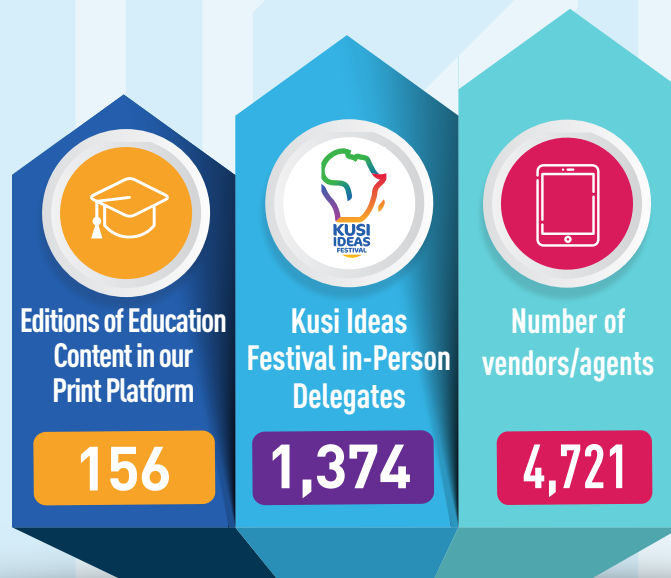 Editions of Education
Content in our
Print Platform
156
KUSI
IDEAS
FESTIVAL
Kusi Ideas
Festival in-Person
Delegates
1,374
Number of
vendors/agents
4,721